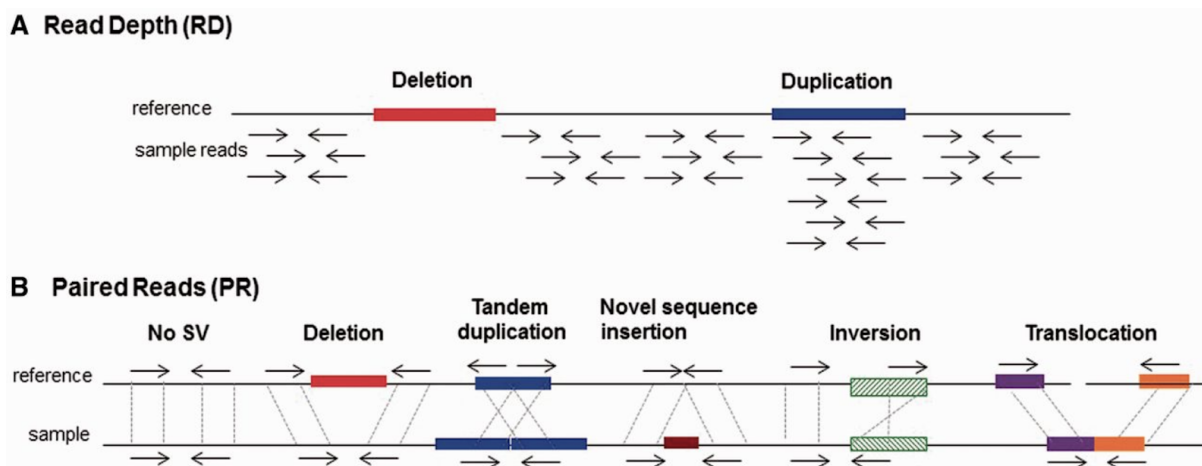 A Read Depth (RD)
Deletion Duplication
reference
sample reads
B Paired Reads (PR)
No SV Deletion Tandem duplication Novel sequence insertion Inversion Translocation
reference
sample